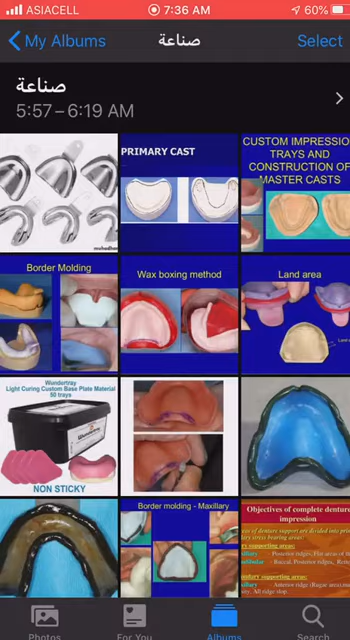 ASIACELL
7:36 AM
60%
My Albums
صناعة
Select
صناعة
5:57 – 6:19 AM
PRIMARY CAST
CUSTOM IMPRESSIO
TRAYS AND
CONSTRUCTION OF
MASTER CASTS
Border Molding
Wax boxing method
Land area
Wundertray
Light Curing Custom Base Plate Material
50 trays
NON STICKY
Border molding - Maxillary
Objectives of complete denture
impression
Photos
For You
Albums
Search